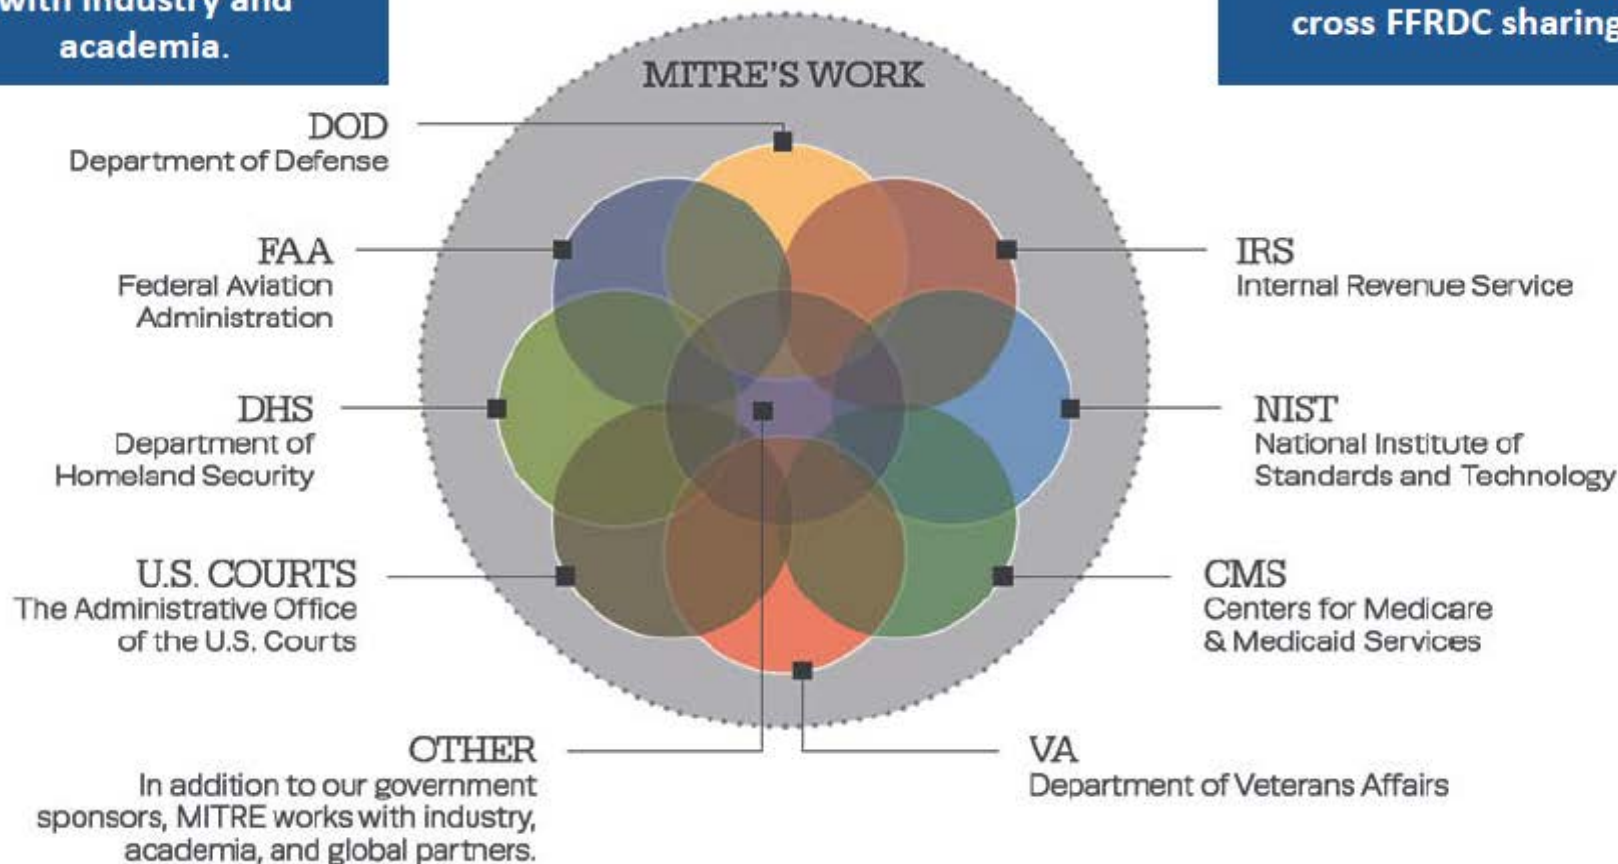 with industry and
academia.
cross FFRDC sharing
MITRE'S WORK
DOD
Department of Defense
FAA
Federal Aviation
Administration
DHS
Department of
Homeland Security
U.S. COURTS
The Administrative Office
of the U.S. Courts
OTHER
In addition to our government
sponsors, MITRE works with industry,
academia, and global partners.
IRS
Internal Revenue Service
NIST
National Institute of
Standards and Technology
CMS
Centers for Medicare
& Medicaid Services
VA
Department of Veterans Affairs